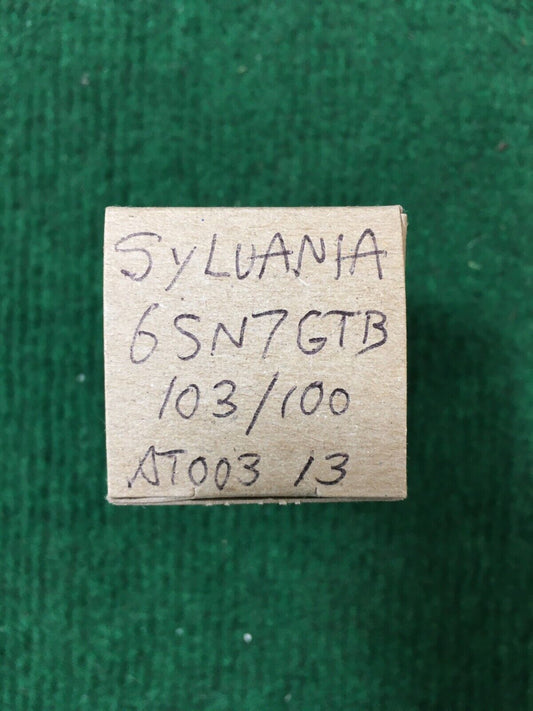 SYLVANIA
6SN7GTB
103/100
AT003 13